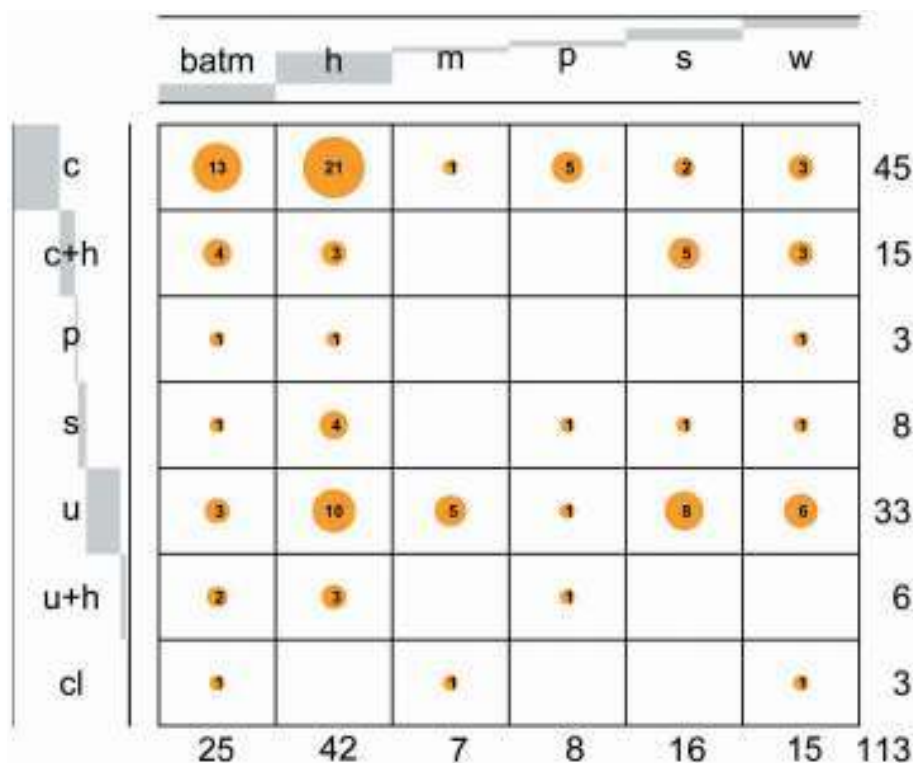 batm h m p s w
c 13 21 1 5 2 3 45
c+h 4 3 5 3 15
p 1 1 1 3
s 1 4 1 1 1 8
u 3 10 5 1 8 6 33
u+h 2 3 1 6
cl 1 1 1 3
25 42 7 8 16 15 113